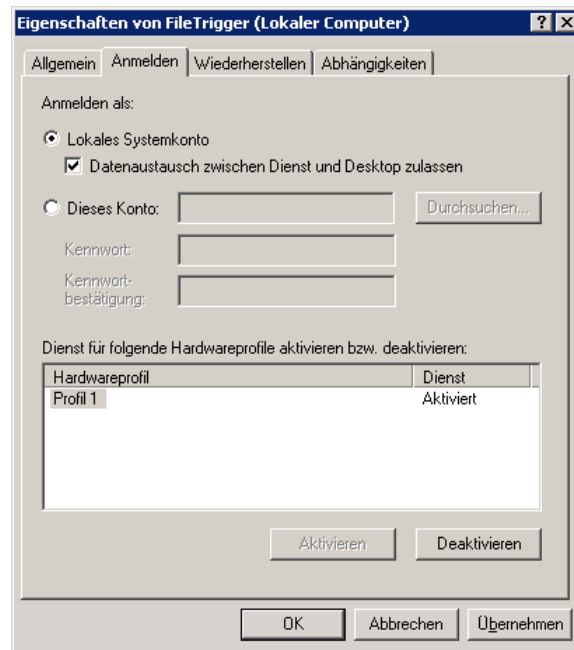 Eigenschaften von FileTrigger (Lokaler Computer)
Allgemein Anmelden Wiederherstellen Abhängigkeiten
Anmelden als:
Lokales Systemkonto
Datenaustausch zwischen Dienst und Desktop zulassen
Dieses Konto: Durchsuchen...
Kennwort:
Kennwort-
bestätigung:
Dienst für folgende Hardwareprofile aktivieren bzw. deaktivieren:
Hardwareprofil Dienst
Profil 1 Aktiviert
Aktivieren Deaktivieren
OK Abbrechen Übernehmen